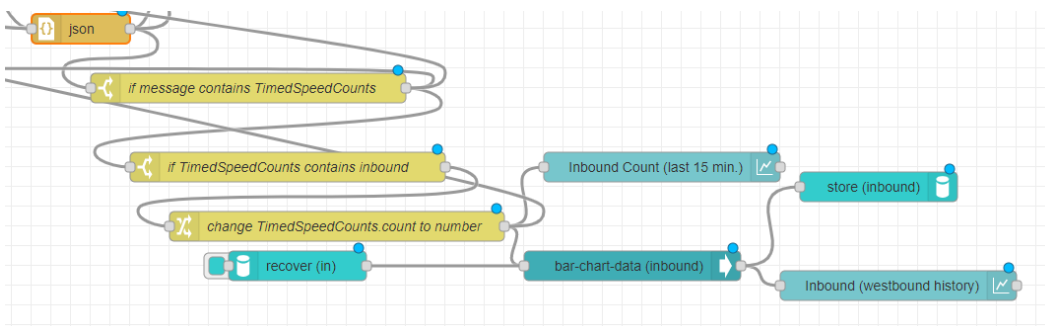 json
if message contains TimedSpeedCounts
if TimedSpeedCounts contains inbound
Inbound Count (last 15 min.)
store (inbound)
change TimedSpeedCounts.count to number
recover (in)
bar-chart-data (inbound)
Inbound (westbound history)